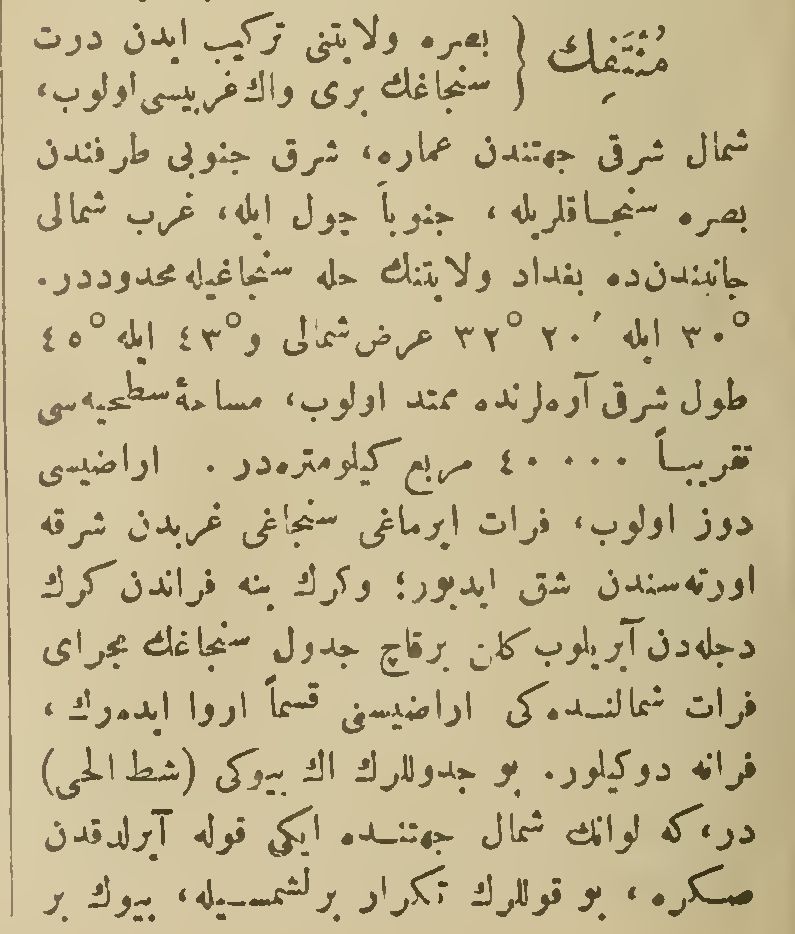 مُنْتَفِك { بصره ولایتنی ترکیب ایدن درت
سنجاغك بری واك غربیسی اولوب،
شمال شرقی جهتندن عماره، شرق جنوبی طرفندن
بصره سنجاقلریله، جنوباً چول ایله، غرب شمالی
جانبندن ده بغداد ولایتنك حله سنجاغیله محدوددر.
°٣٠ ایله ′٢٠ °٣٢ عرض شمالی و °٤٣ ایله °٤٥
طول شرقی آره‌لرنده ممتد اولوب، مساحهٔ سطحیه‌سی
تقریباً ٤٠٠٠٠ مربع کیلومتره‌در. اراضیسی
دوز اولوب، فرات ایرماغی سنجاغی غربدن شرقه
اورته‌سندن شق ایدیور؛ وکرك ینه فراتدن کرك
دجله‌دن آیریلوب کلن برقاچ جدول سنجاغك مجرای
فرات شمالنده‌کی اراضیسنی قسماً اروا ایده‌رك،
فراته دوکیلور. بو جدوللرك اك بیوکی (شط الحی)
در، که لوانك شمال جهتنده ایکی قوله آیرلدقدن
صکره، بو قوللرك تکرار برلشمسیله، بیوك بر